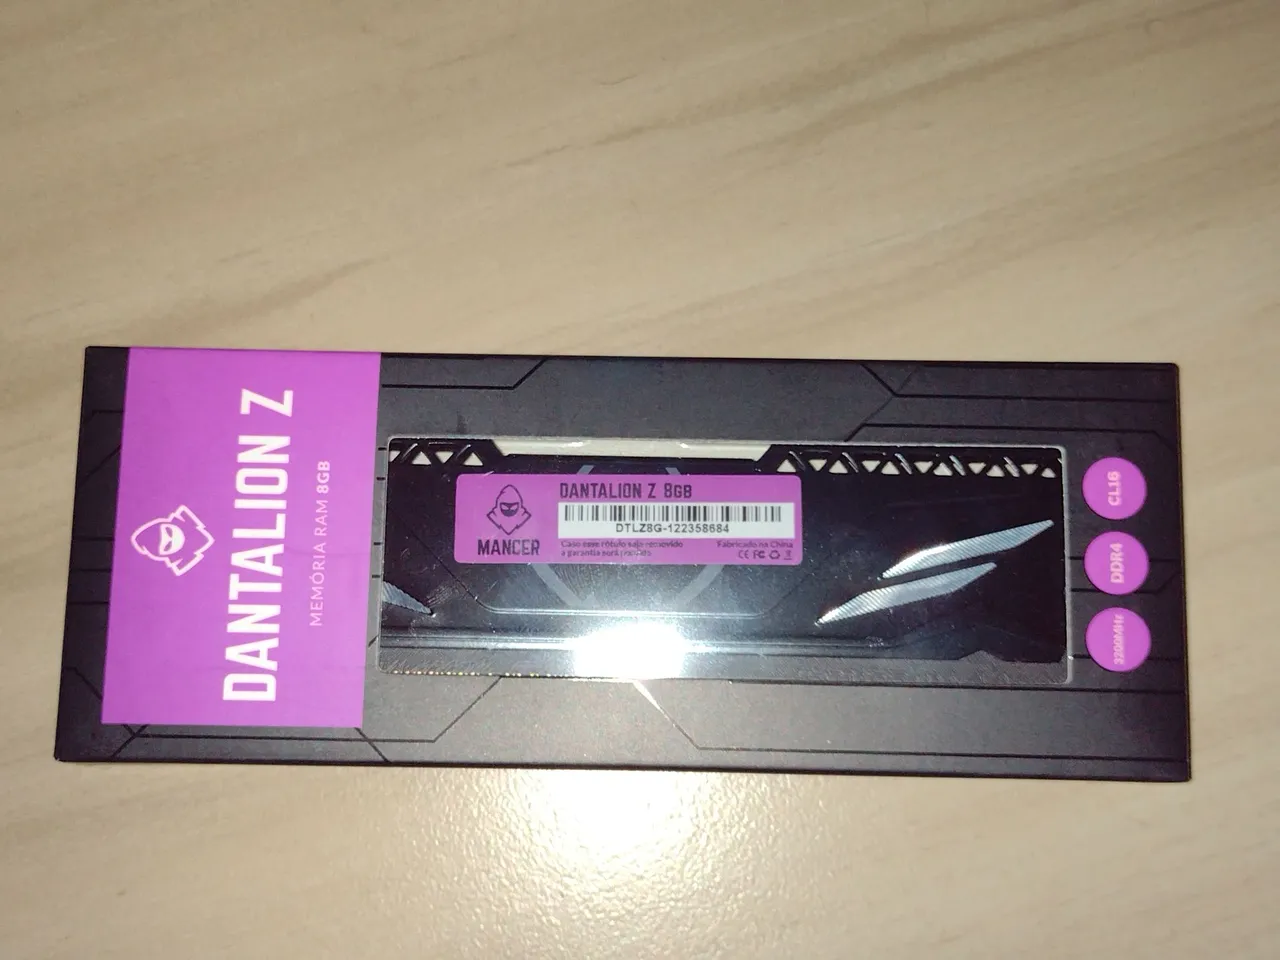 DANTALION Z
MEMÓRIA RAM 8GB
DANTALION Z 8GB
DTLZ8G-122358684
MANCER
Caso esse rótulo seja removido
a garantia será perdida
Fabricado na China
CE FC
CL16
DDR4
3200MHz